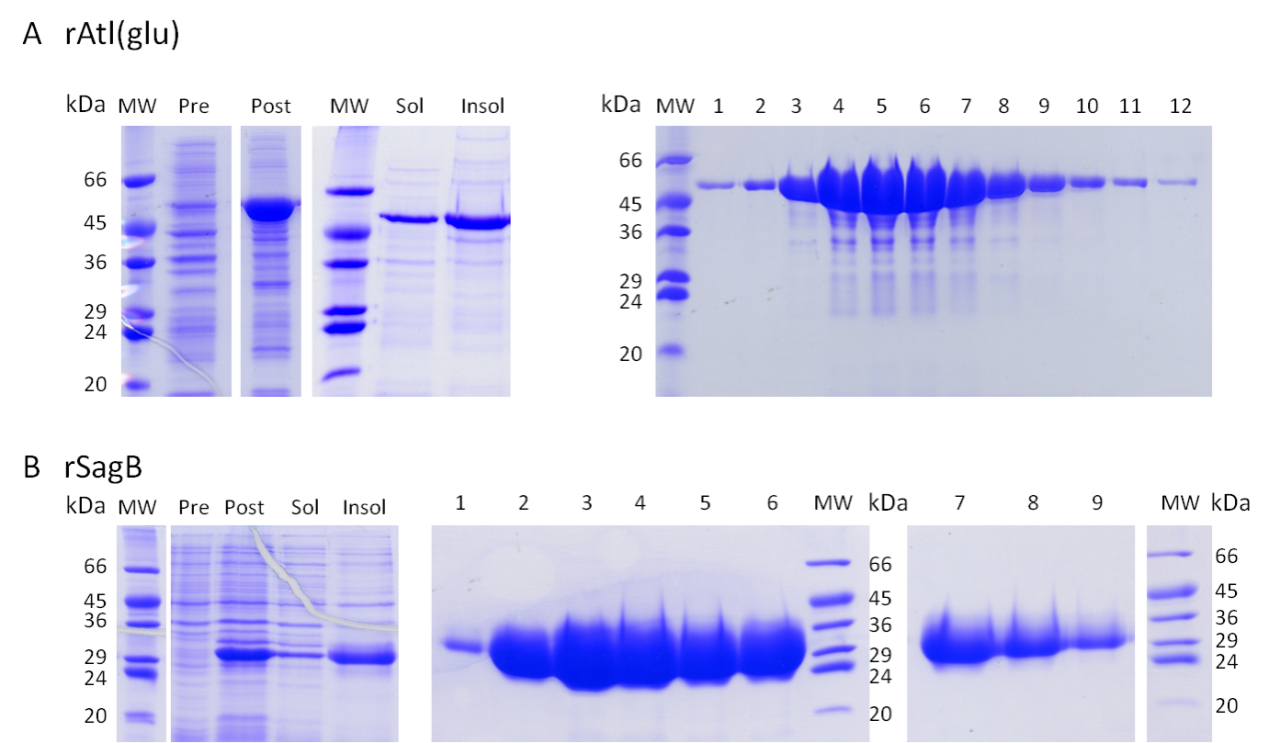 A rAtl(glu)
kDa MW Pre Post MW Sol Insol kDa MW 1 2 3 4 5 6 7 8 9 10 11 12
66 66
45 45
36 36
29 29
24 24
20 20
B rSagB
kDa MW Pre Post Sol Insol 1 2 3 4 5 6 MW kDa 7 8 9 MW kDa
66 66 66
45 45 45
36 36 36
29 29 29
24 24 24
20 20 20